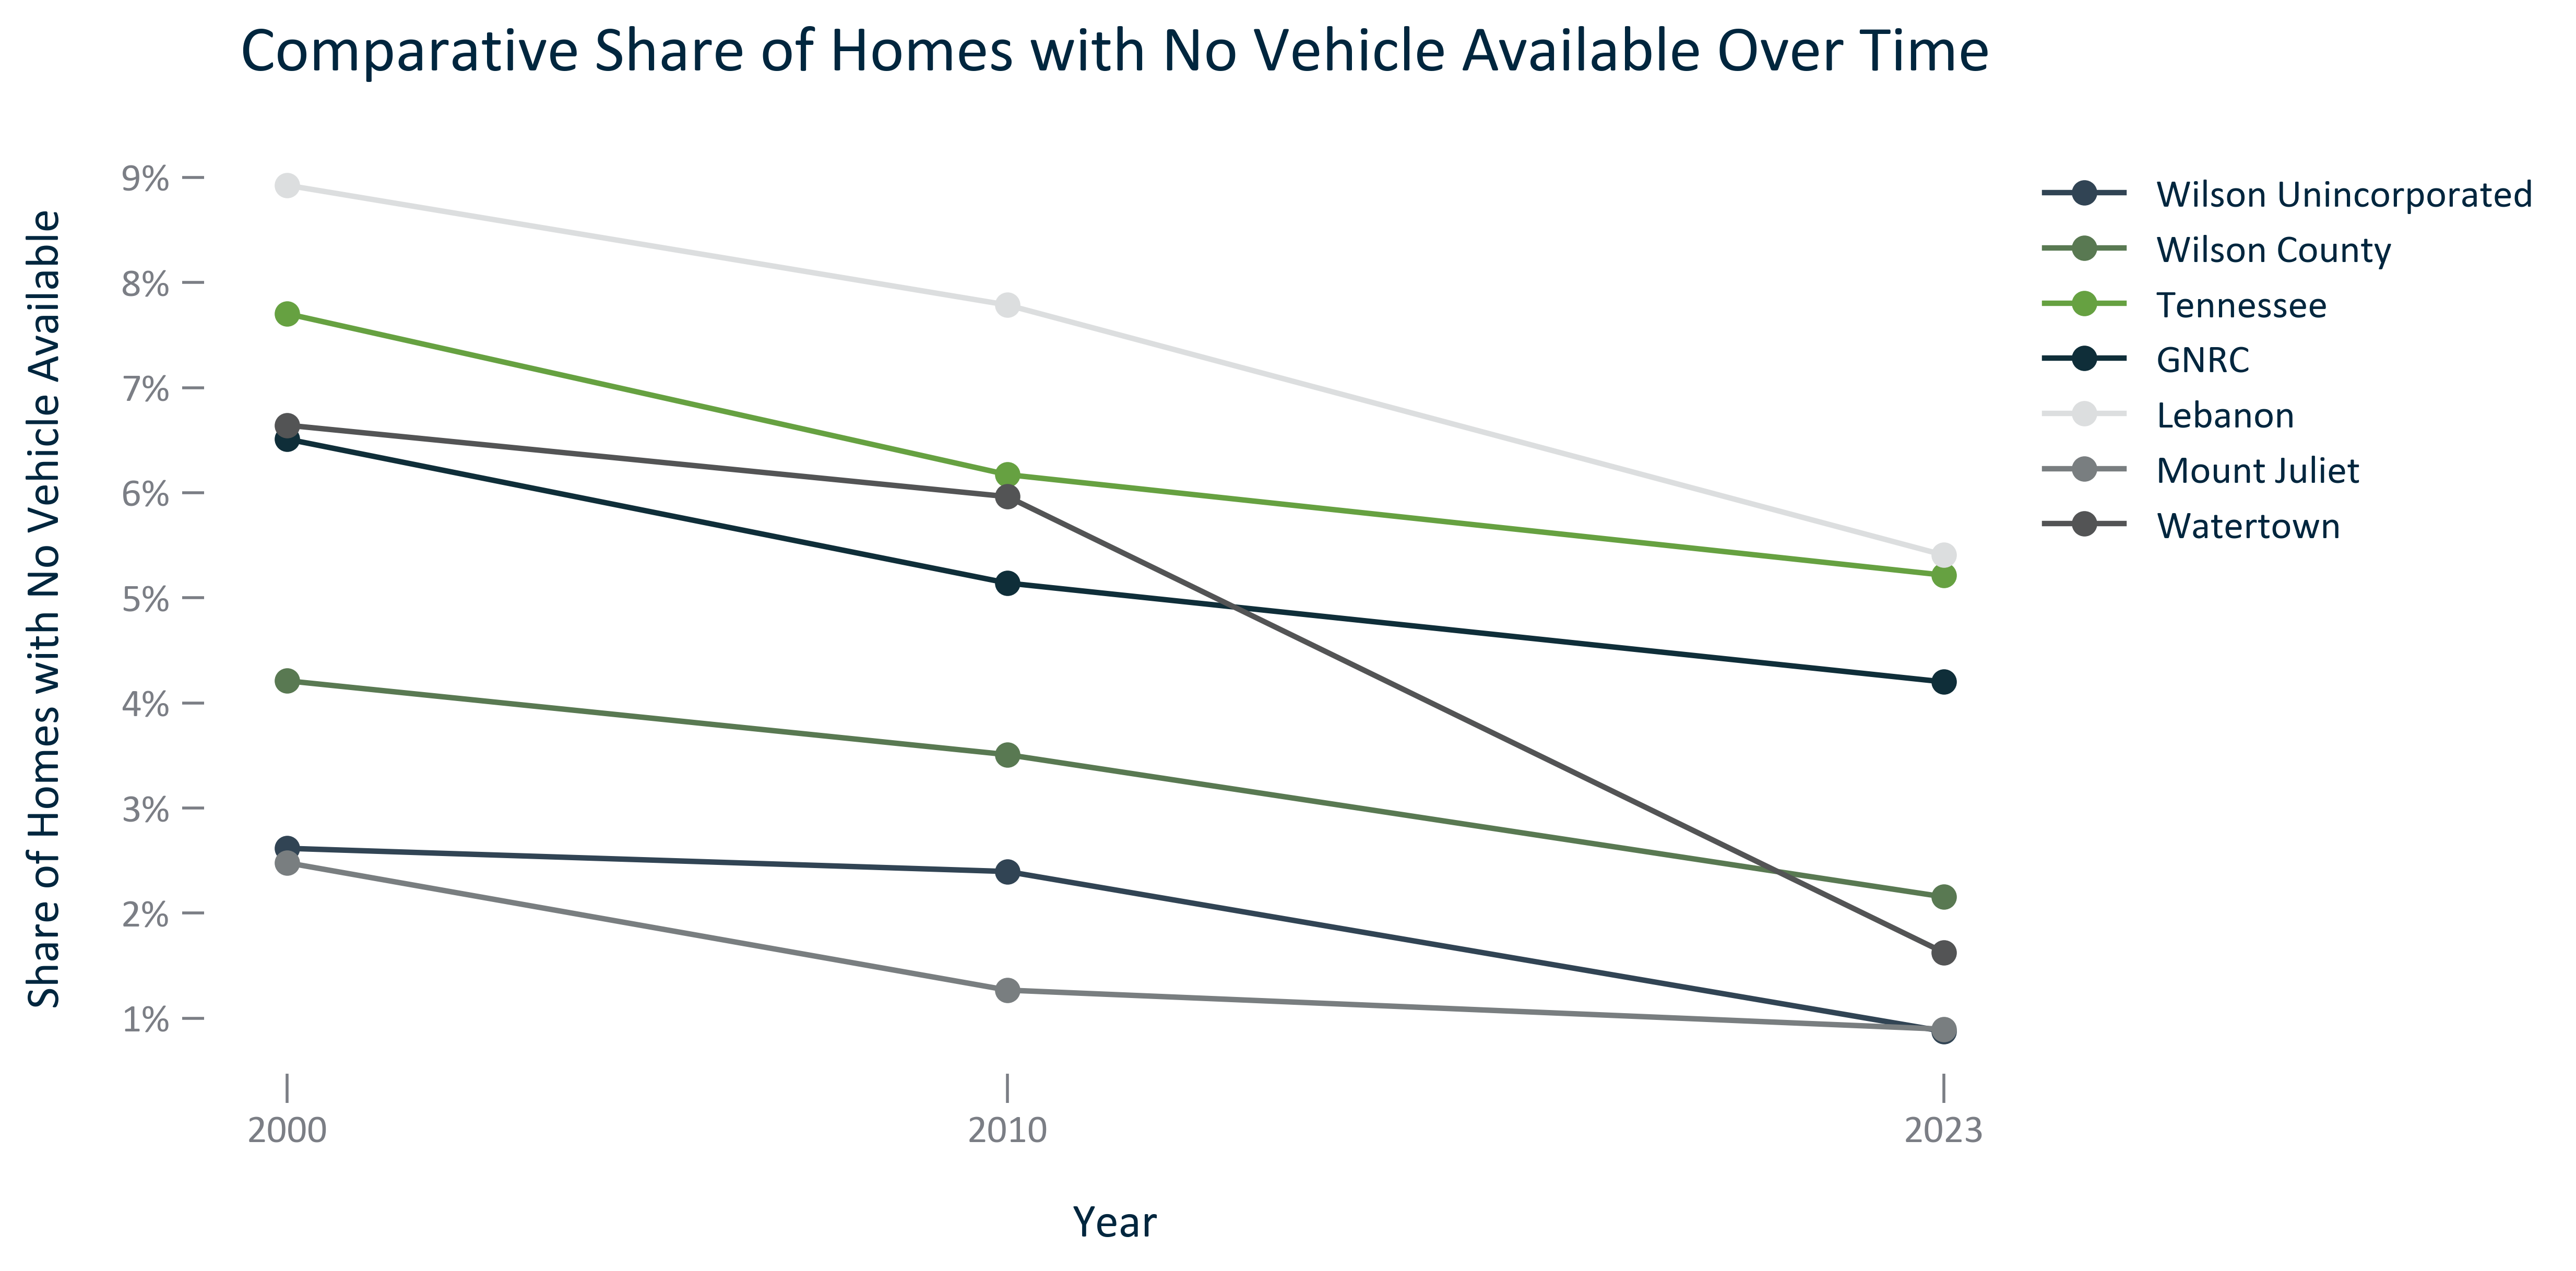 Comparative Share of Homes with No Vehicle Available Over Time
Share of Homes with No Vehicle Available
9%
8%
7%
6%
5%
4%
3%
2%
1%
2000
2010
2023
Year
Wilson Unincorporated
Wilson County
Tennessee
GNRC
Lebanon
Mount Juliet
Watertown